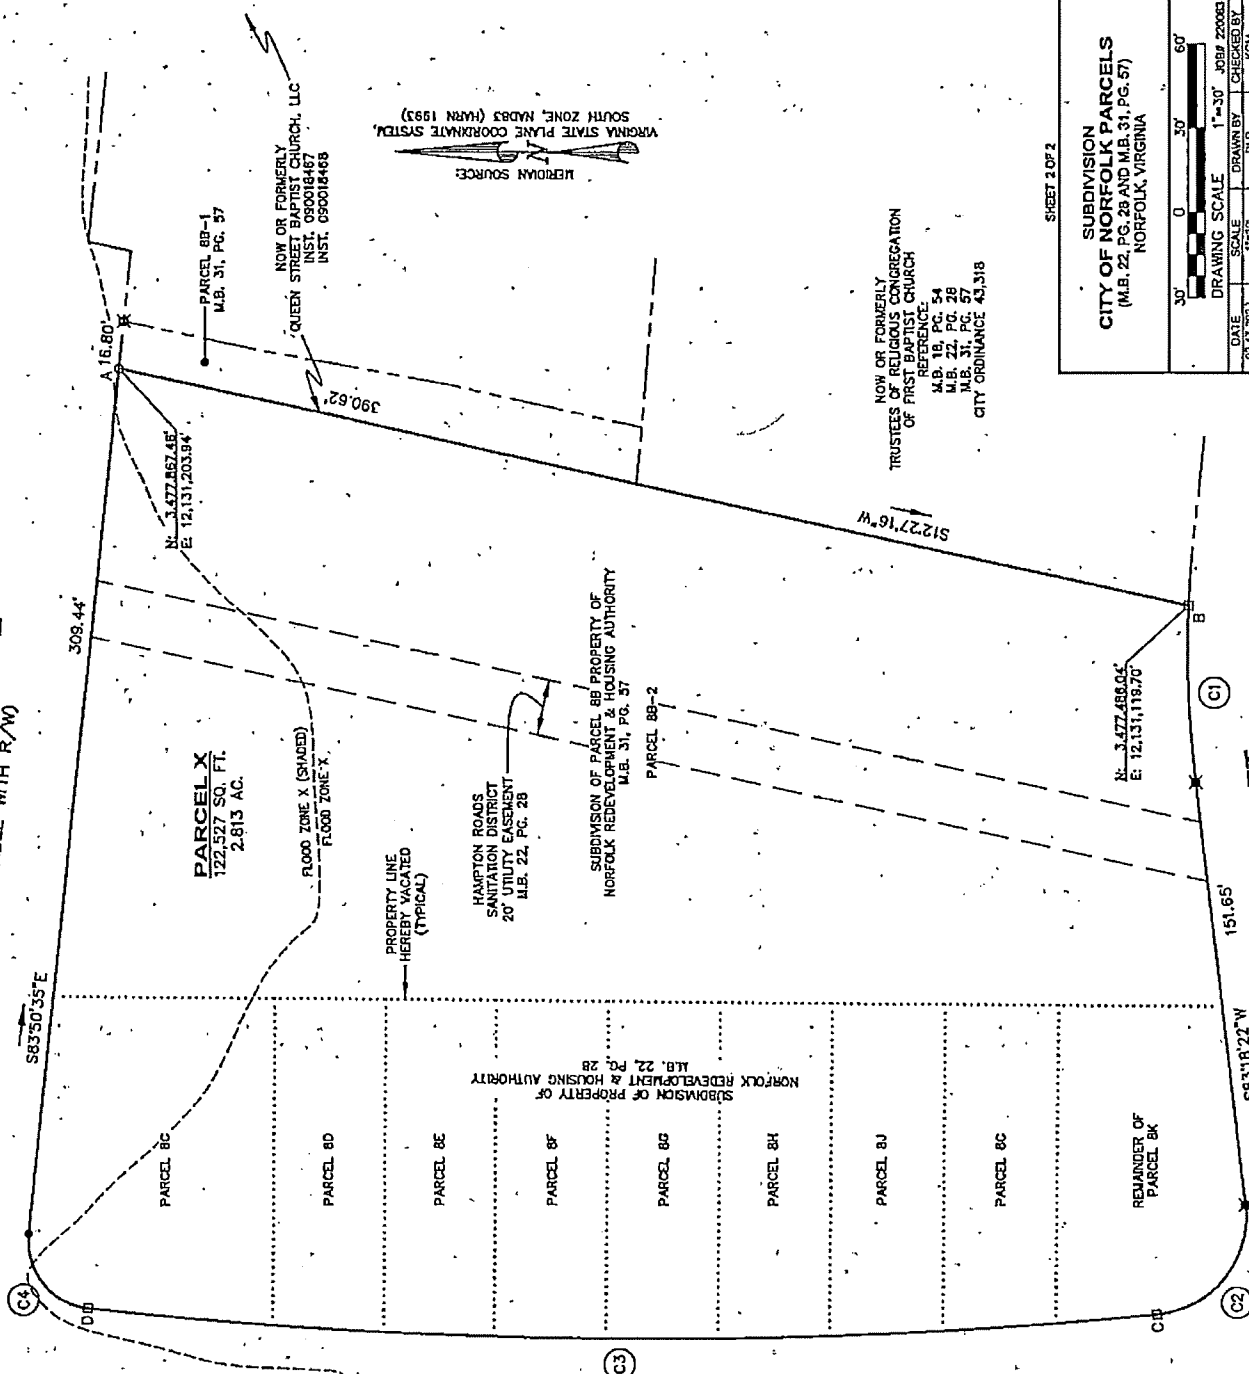 WITH R/W)
S83°50'35"E
309.44'
A 16.80'
N: 3,477,867.46'
E: 12,131,203.94'
PARCEL 8B-1
M.B. 31, PG. 57
NOW OR FORMERLY
QUEEN STREET BAPTIST CHURCH, LLC
INST. 090018467
INST. 090018468
MERIDIAN SOURCE:
VIRGINIA STATE PLANE COORDINATE SYSTEM,
SOUTH ZONE, NAD83 (HARN 1993)
N
390.62'
S12°27'16"W
PARCEL X
122,527 SQ. FT.
2.813 AC.
FLOOD ZONE X (SHADED)
FLOOD ZONE X
PROPERTY LINE
HEREBY VACATED
(TYPICAL)
HAMPTON ROADS
SANITATION DISTRICT
20' UTILITY EASEMENT
M.B. 22, PG. 28
SUBDIVISION OF PARCEL 8B PROPERTY OF
NORFOLK REDEVELOPMENT & HOUSING AUTHORITY
M.B. 31, PG. 57
PARCEL 8B-2
NOW OR FORMERLY
TRUSTEES OF RELIGIOUS CONGREGATION
OF FIRST BAPTIST CHURCH
REFERENCE:
M.B. 18, PG. 54
M.B. 22, PG. 28
M.B. 31, PG. 57
CITY ORDINANCE 43,318
N: 3,477,486.04'
E: 12,131,119.70'
B
C1
151.65'
S83°18'22"W
C2
C
C3
D
C4
SUBDIVISION OF PROPERTY OF
NORFOLK REDEVELOPMENT & HOUSING AUTHORITY
M.B. 22, PG. 28
PARCEL 8C
PARCEL 8D
PARCEL 8E
PARCEL 8F
PARCEL 8G
PARCEL 8H
PARCEL 8J
PARCEL 8C
REMAINDER OF
PARCEL 8K
SHEET 2 OF 2
SUBDIVISION
CITY OF NORFOLK PARCELS
(M.B. 22, PG. 28 AND M.B. 31, PG. 57)
NORFOLK, VIRGINIA
30' 0 30' 60'
DRAWING SCALE 1"=30' JOB# 220083
DATE SCALE DRAWN BY CHECKED BY